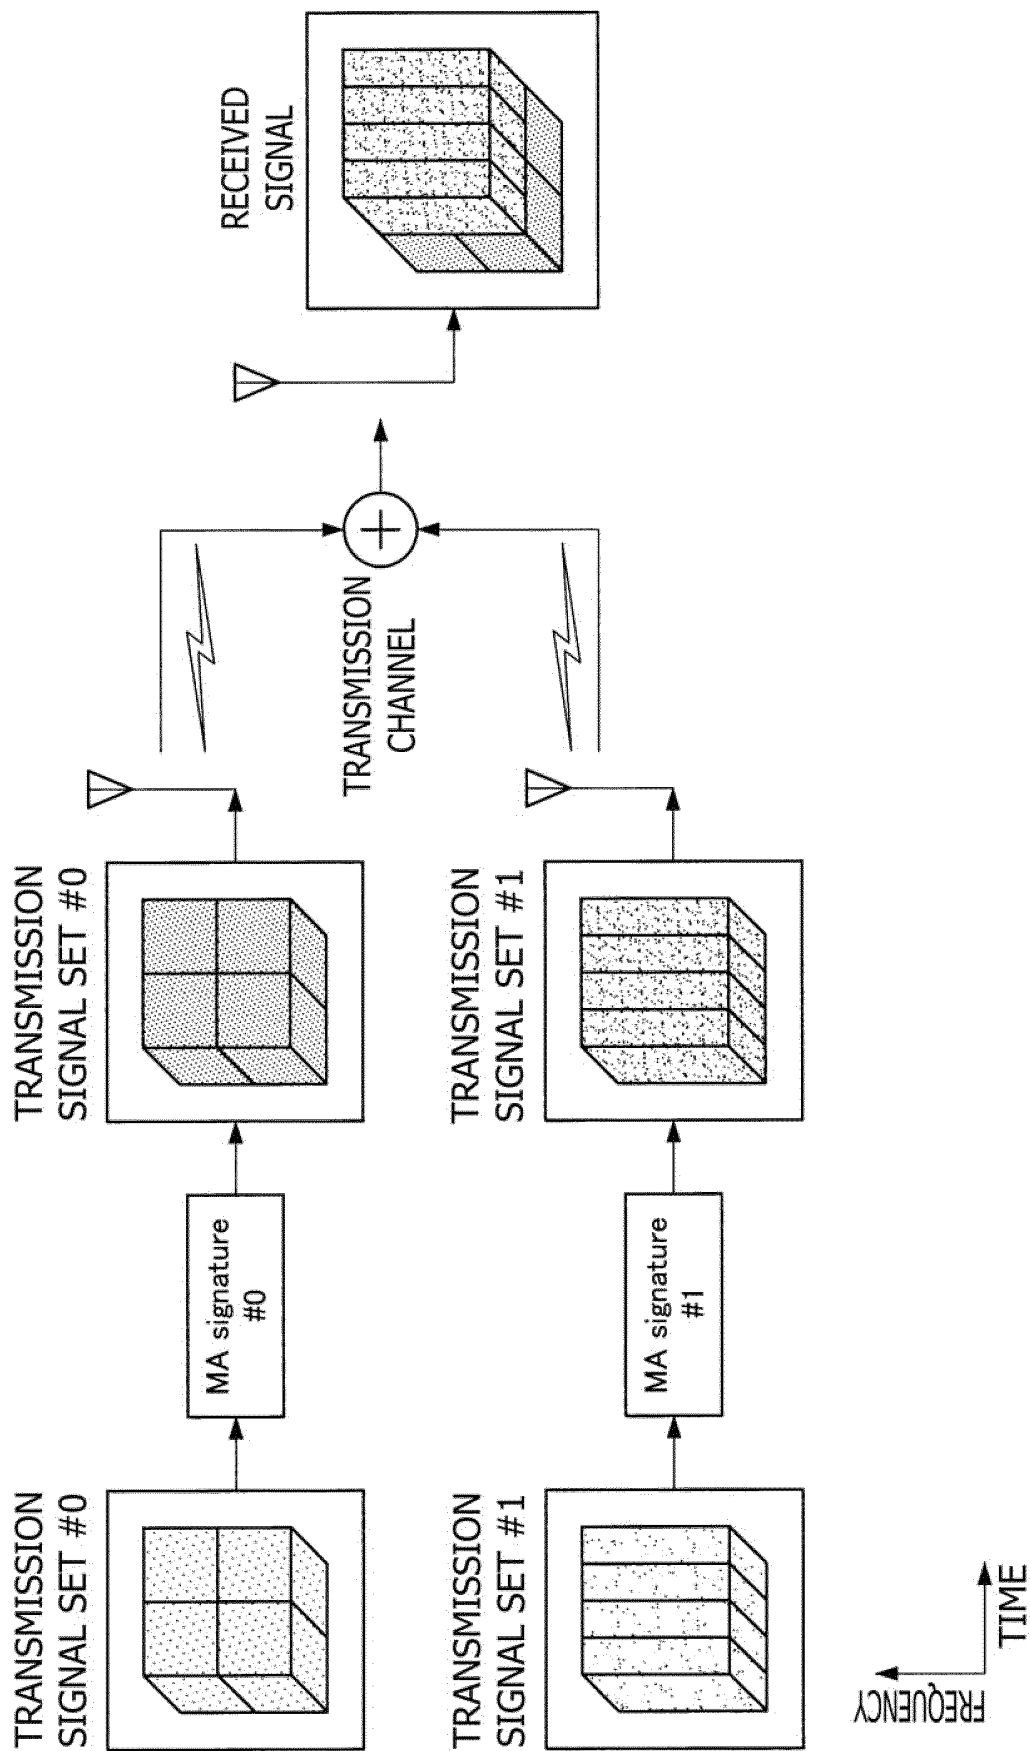 TRANSMISSION
SIGNAL SET #0
MA signature
#0
TRANSMISSION
SIGNAL SET #0
TRANSMISSION
CHANNEL
RECEIVED
SIGNAL
TRANSMISSION
SIGNAL SET #1
MA signature
#1
TRANSMISSION
SIGNAL SET #1
FREQUENCY
TIME